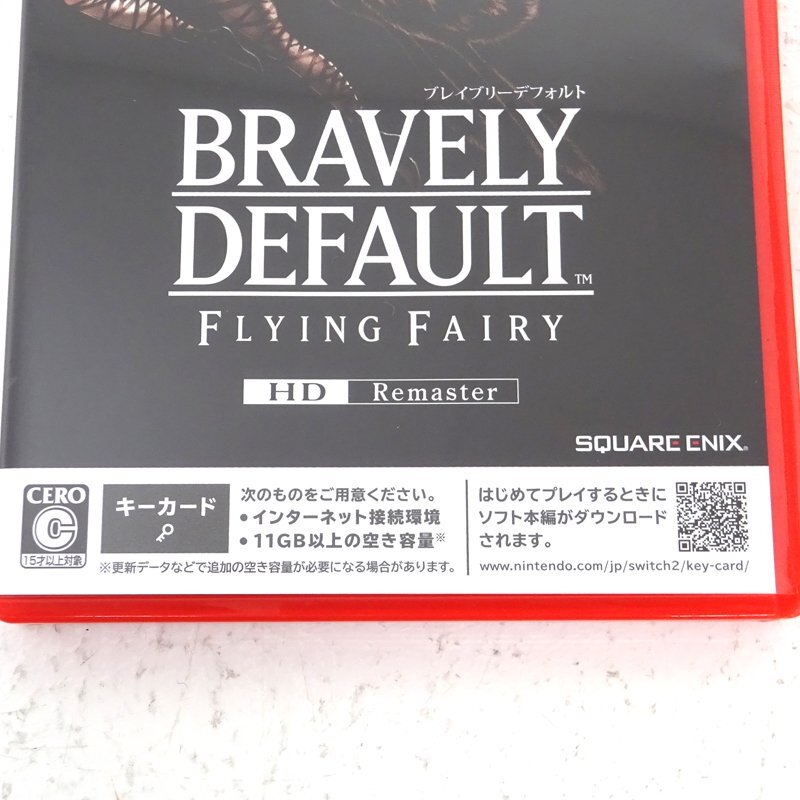 ブレイブリーデフォルト
BRAVELY
DEFAULT™
FLYING FAIRY
HD Remaster
SQUARE ENIX®
CERO
C
15才以上対象
キーカード
次のものをご用意ください。
●インターネット接続環境
●11GB以上の空き容量※
※更新データなどで追加の空き容量が必要になる場合があります。
はじめてプレイするときに
ソフト本編がダウンロード
されます。
www.nintendo.com/jp/switch2/key-card/